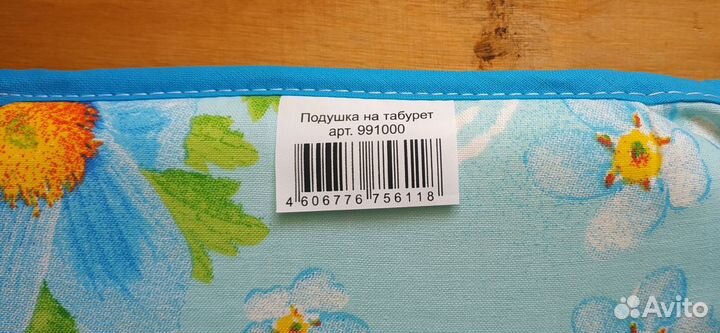 Подушка на табурет
арт. 991000
4 606776 756118
Avito